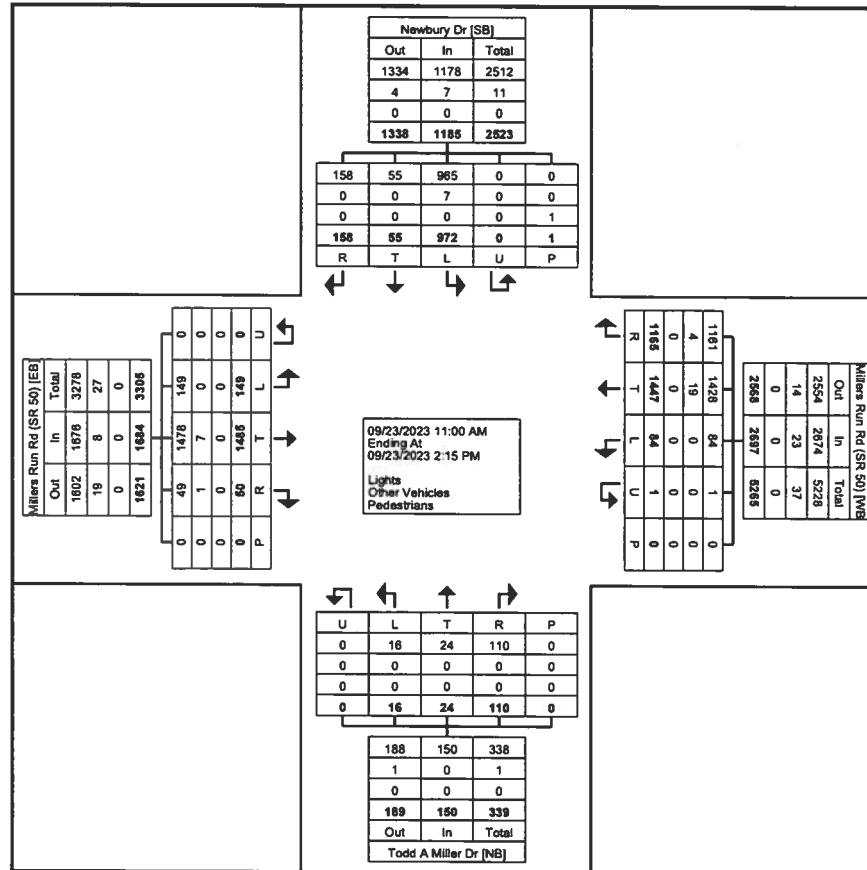 Newbury Dr [SB]
Out In Total
1334 1178 2512
4 7 11
0 0 0
1338 1185 2523
158 55 965 0 0
0 0 7 0 0
0 0 0 0 1
158 55 972 0 1
R T L U P
Millers Run Rd (SR 50) [EB]
Out In Total
1602 1676 3278
19 8 27
0 0 0
1621 1684 3305
0 149 1478 49 0
0 0 7 1 0
0 0 0 0 0
0 149 1485 50 0
U L T R P
09/23/2023 11:00 AM
Ending At
09/23/2023 2:15 PM
Lights
Other Vehicles
Pedestrians
Millers Run Rd (SR 50) [WB]
Out In Total
2554 2674 5228
14 23 37
0 0 0
2568 2697 5265
1161 1428 84 1 0
4 19 0 0 0
0 0 0 0 0
1165 1447 84 1 0
R T L U P
U L T R P
0 16 24 110 0
0 0 0 0 0
0 0 0 0 0
0 16 24 110 0
188 150 338
1 0 1
0 0 0
189 150 339
Out In Total
Todd A Miller Dr [NB]